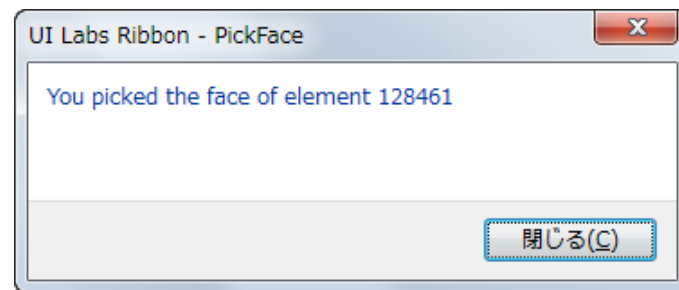 UI Labs Ribbon - PickFace
You picked the face of element 128461
閉じる(C)